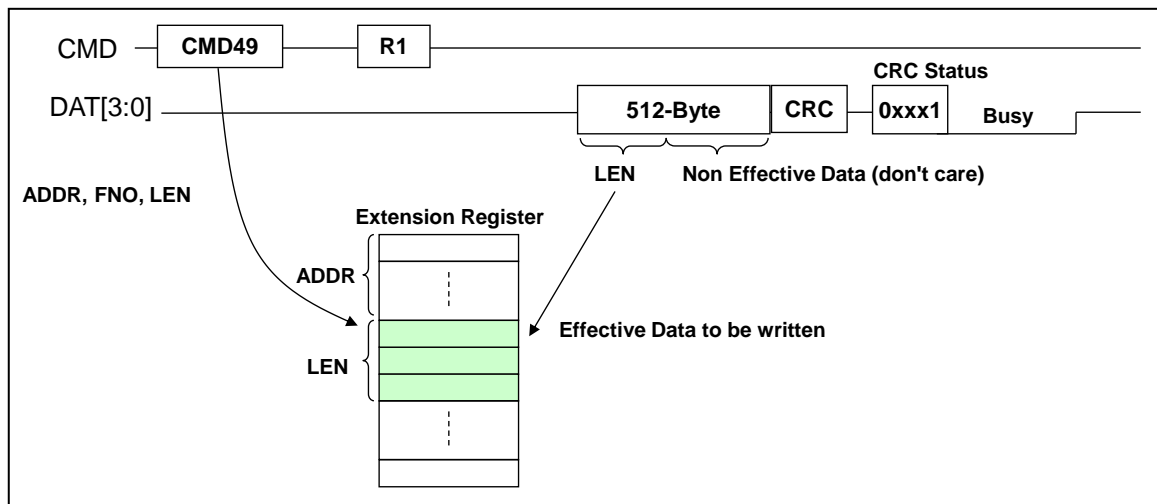 CMD
CMD49
R1
CRC Status
DAT[3:0]
512-Byte
CRC
0xxx1
Busy
LEN
Non Effective Data (don't care)
ADDR, FNO, LEN
Extension Register
ADDR
Effective Data to be written
LEN